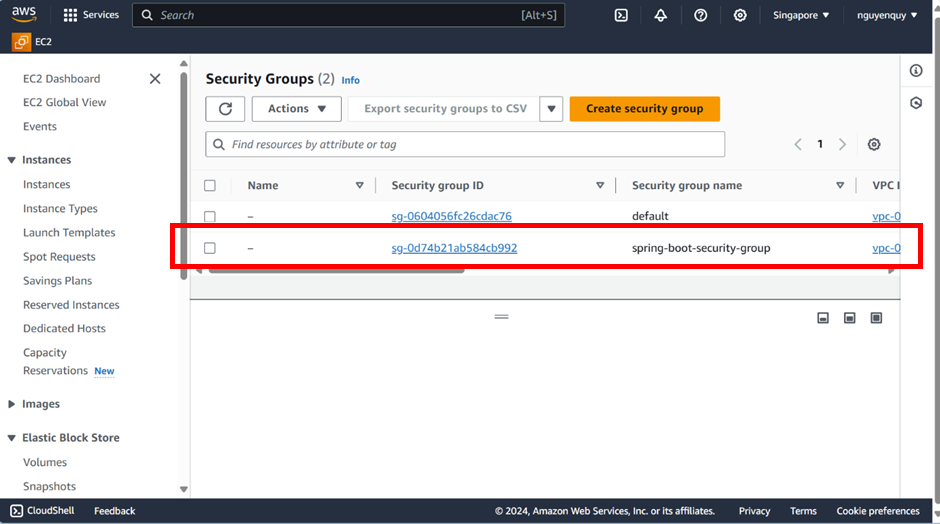 aws Services Search [Alt+S] Singapore nguyenquy
EC2
EC2 Dashboard
EC2 Global View
Events
Instances
Instances
Instance Types
Launch Templates
Spot Requests
Savings Plans
Reserved Instances
Dedicated Hosts
Capacity
Reservations New
Images
Elastic Block Store
Volumes
Snapshots
Security Groups (2) Info
Actions Export security groups to CSV Create security group
Find resources by attribute or tag 1
Name Security group ID Security group name VPC I
– sg-0604056fc26cdac76 default vpc-0
– sg-0d74b21ab584cb992 spring-boot-security-group vpc-0
CloudShell Feedback © 2024, Amazon Web Services, Inc. or its affiliates. Privacy Terms Cookie preferences